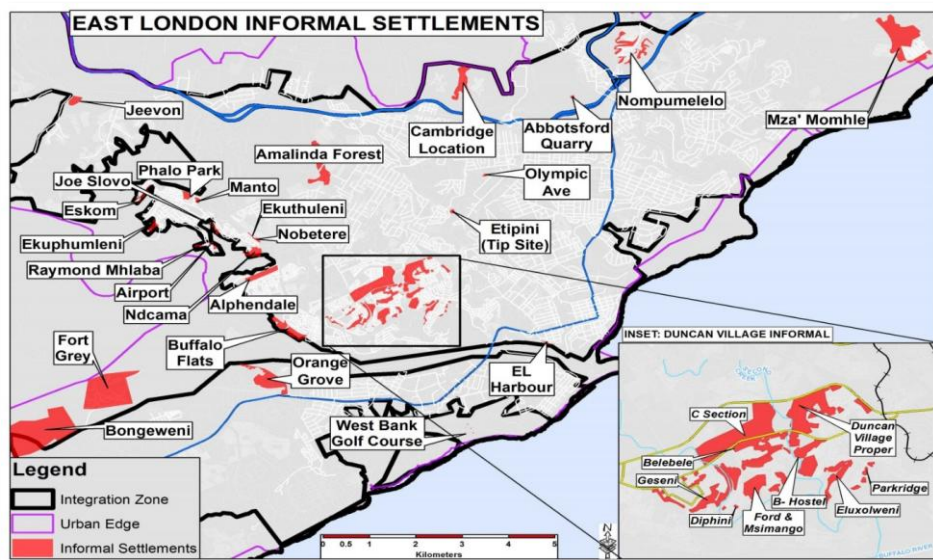 EAST LONDON INFORMAL SETTLEMENTS
Jeevon
Cambridge
Location
Abbotsford
Quarry
Nompumelelo
Mza' Momhle
Amalinda Forest
Phalo Park
Joe Slovo
Manto
Eskom
Ekuthuleni
Olympic
Ave
Ekuphumleni
Nobetere
Etipini
(Tip Site)
Raymond Mhlaba
Airport
Ndcama
Alphendale
Fort
Grey
Buffalo
Flats
Orange
Grove
EL
Harbour
Bongeweni
West Bank
Golf Course
INSET: DUNCAN VILLAGE INFORMAL
C Section
Duncan
Village
Proper
Belebele
Geseni
Parkridge
B- Hostel
Eluxolweni
Diphini
Ford &
Msimango
BUFFALO RIVER
Legend
Integration Zone
Urban Edge
Informal Settlements
0 0.5 1 2 3 4 5
Kilometers
N